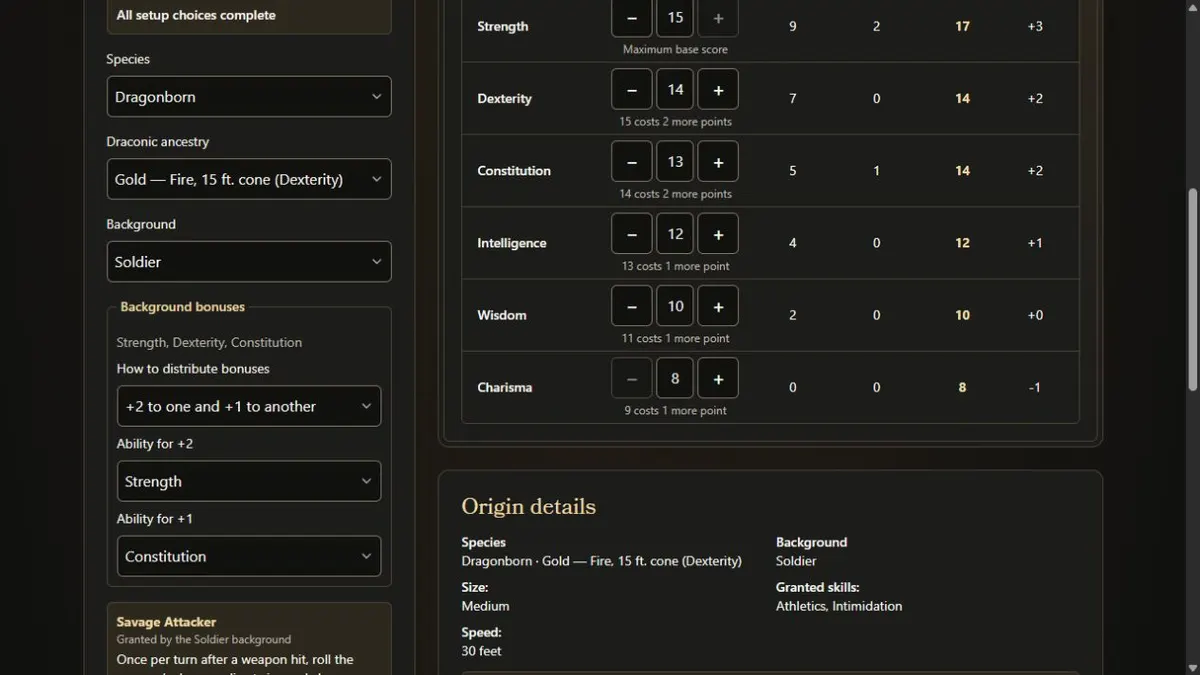 All setup choices complete
Species
Dragonborn
Draconic ancestry
Gold — Fire, 15 ft. cone (Dexterity)
Background
Soldier
Background bonuses
Strength, Dexterity, Constitution
How to distribute bonuses
+2 to one and +1 to another
Ability for +2
Strength
Ability for +1
Constitution
Savage Attacker
Granted by the Soldier background
Once per turn after a weapon hit, roll the
Strength − 15 + 9 2 17 +3
Maximum base score
Dexterity − 14 + 7 0 14 +2
15 costs 2 more points
Constitution − 13 + 5 1 14 +2
14 costs 2 more points
Intelligence − 12 + 4 0 12 +1
13 costs 1 more point
Wisdom − 10 + 2 0 10 +0
11 costs 1 more point
Charisma − 8 + 0 0 8 -1
9 costs 1 more point
Origin details
Species
Dragonborn · Gold — Fire, 15 ft. cone (Dexterity)
Size:
Medium
Speed:
30 feet
Background
Soldier
Granted skills:
Athletics, Intimidation